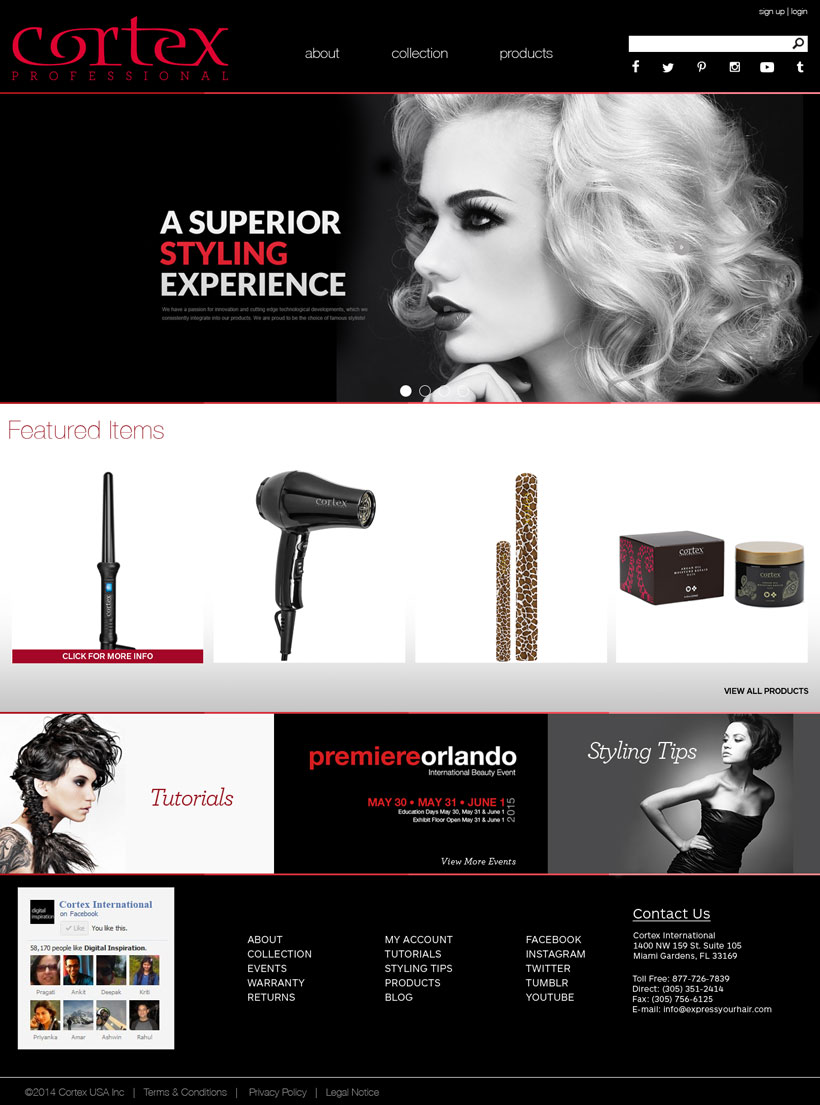 sign up | login
cortex
PROFESSIONAL
about
collection
products
A SUPERIOR
STYLING
EXPERIENCE
We have a passion for innovation and cutting edge technological developments, which we
consistently integrate into our products. We are proud to be the choice of famous stylists!
Featured Items
cortex
cortex
cortex
ARGAN OIL
MOISTURE REPAIR
cortex
CLICK FOR MORE INFO
VIEW ALL PRODUCTS
Tutorials
premiereorlando
International Beauty Event
MAY 30 • MAY 31 • JUNE 1
2015
Education Days May 30, May 31 & June 1
Exhibit Floor Open May 31 & June 1
View More Events
Styling Tips
digital
inspiration
Cortex International
on Facebook
Like
You like this.
58,170 people like Digital Inspiration.
Pragati
Ankit
Deepak
Kriti
Priyanka
Amar
Ashwin
Rahul
ABOUT
COLLECTION
EVENTS
WARRANTY
RETURNS
MY ACCOUNT
TUTORIALS
STYLING TIPS
PRODUCTS
BLOG
FACEBOOK
INSTAGRAM
TWITTER
TUMBLR
YOUTUBE
Contact Us
Cortex International
1400 NW 159 St. Suite 105
Miami Gardens, FL 33169
Toll Free: 877-726-7839
Direct: (305) 351-2414
Fax: (305) 756-6125
E-mail: info@expressyourhair.com
©2014 Cortex USA Inc | Terms & Conditions | Privacy Policy | Legal Notice